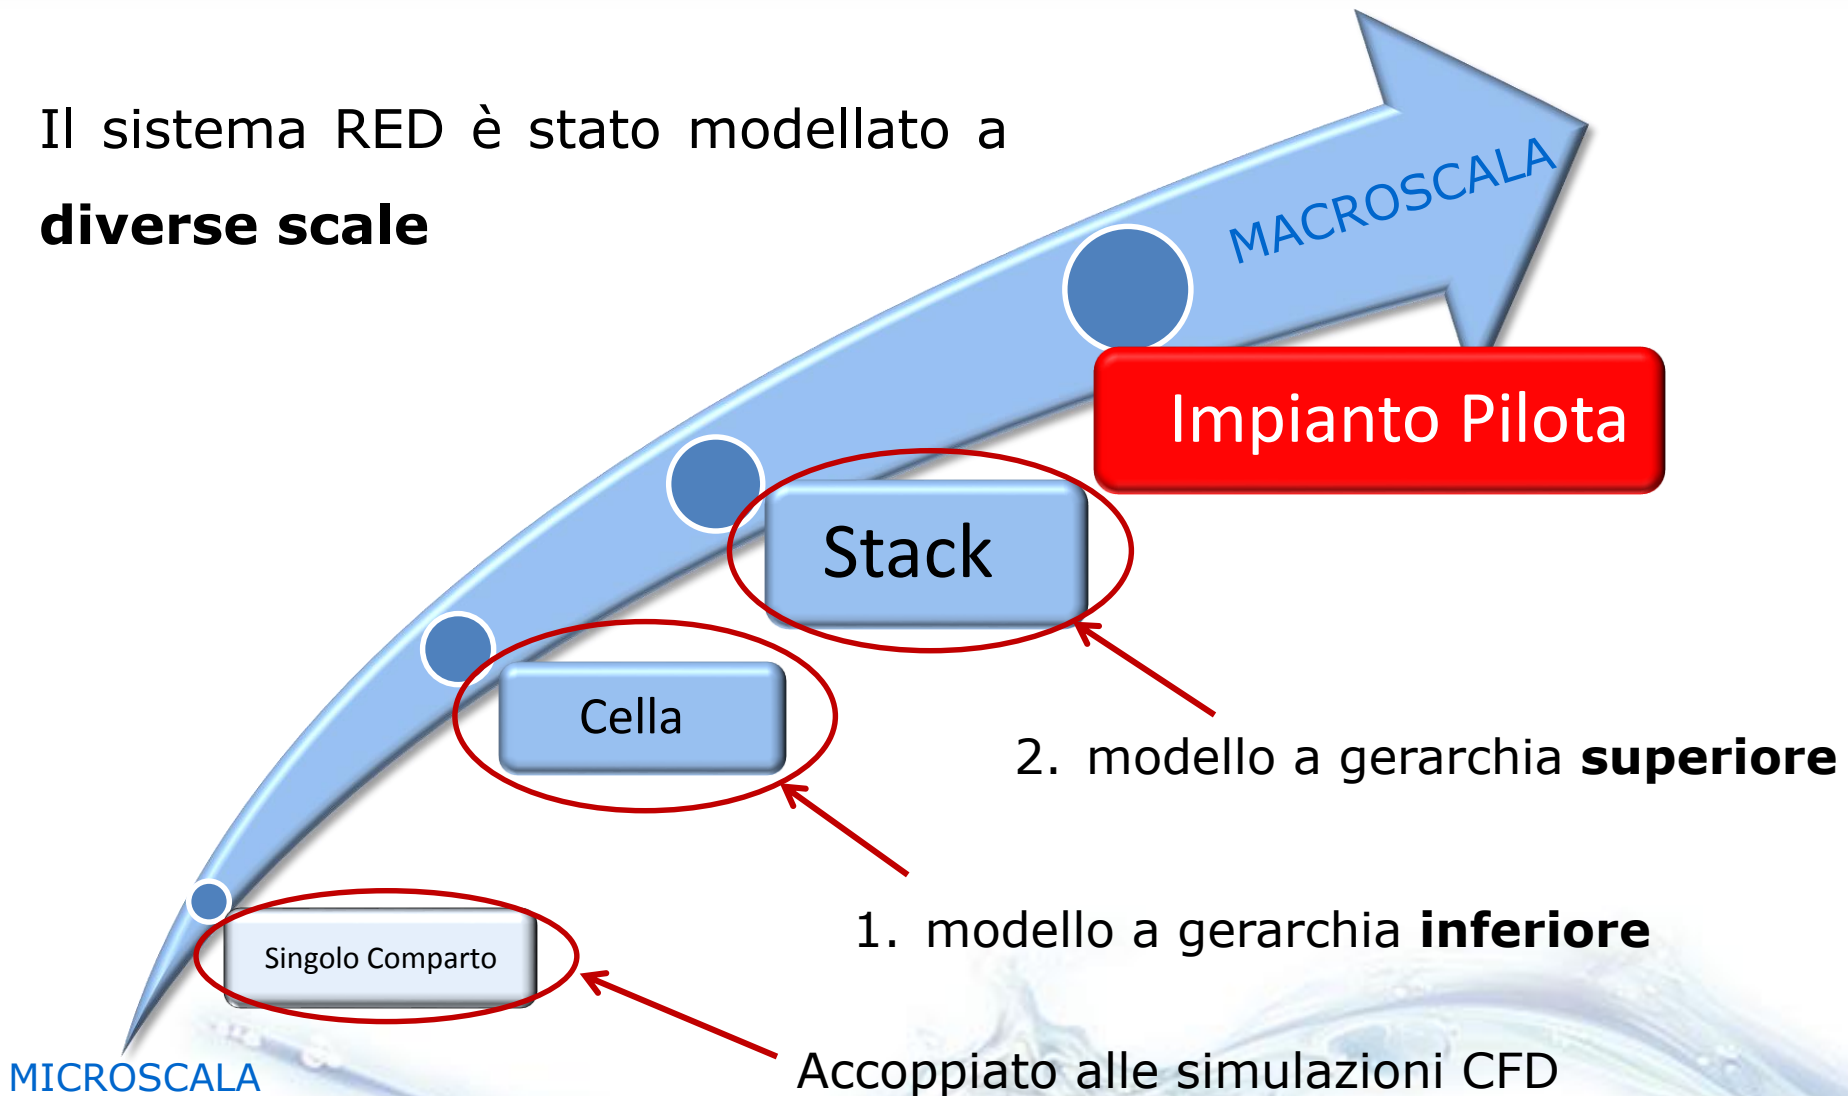 Il sistema RED è stato modellato a
diverse scale
MACROSCALA
Impianto Pilota
Stack
Cella
2. modello a gerarchia superiore
1. modello a gerarchia inferiore
Singolo Comparto
Accoppiato alle simulazioni CFD
MICROSCALA